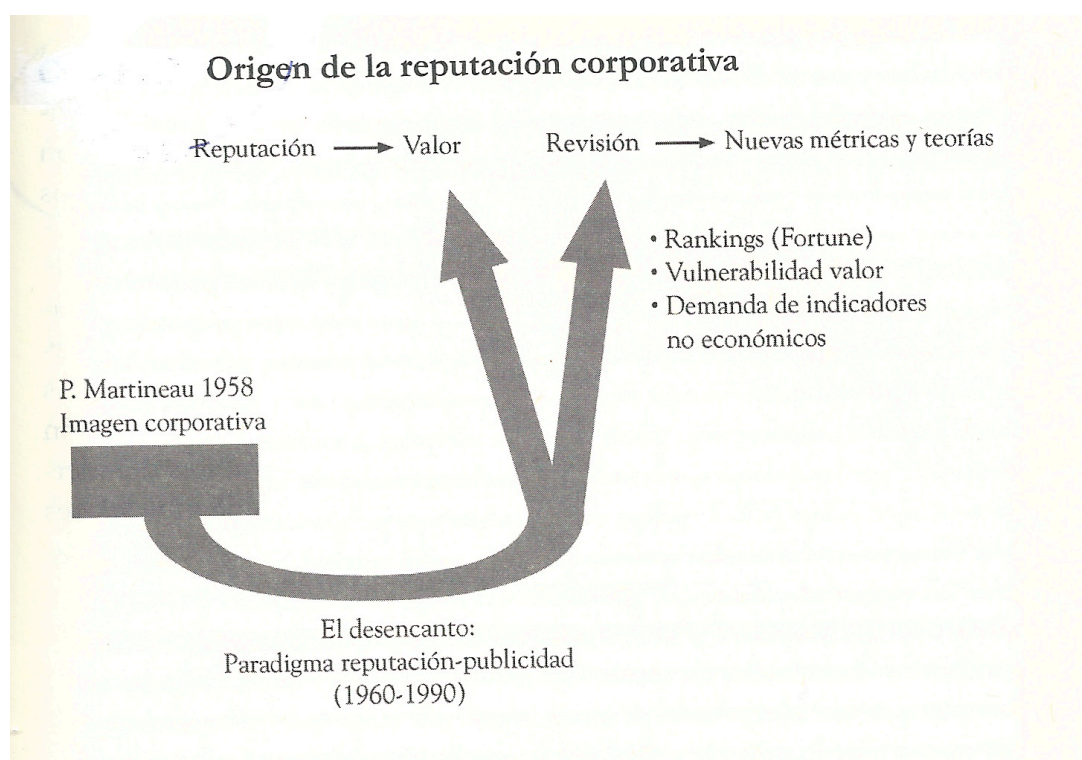 Origen de la reputación corporativa
Reputación → Valor
Revisión → Nuevas métricas y teorías
• Rankings (Fortune)
• Vulnerabilidad valor
• Demanda de indicadores
no económicos
P. Martineau 1958
Imagen corporativa
El desencanto:
Paradigma reputación-publicidad
(1960-1990)